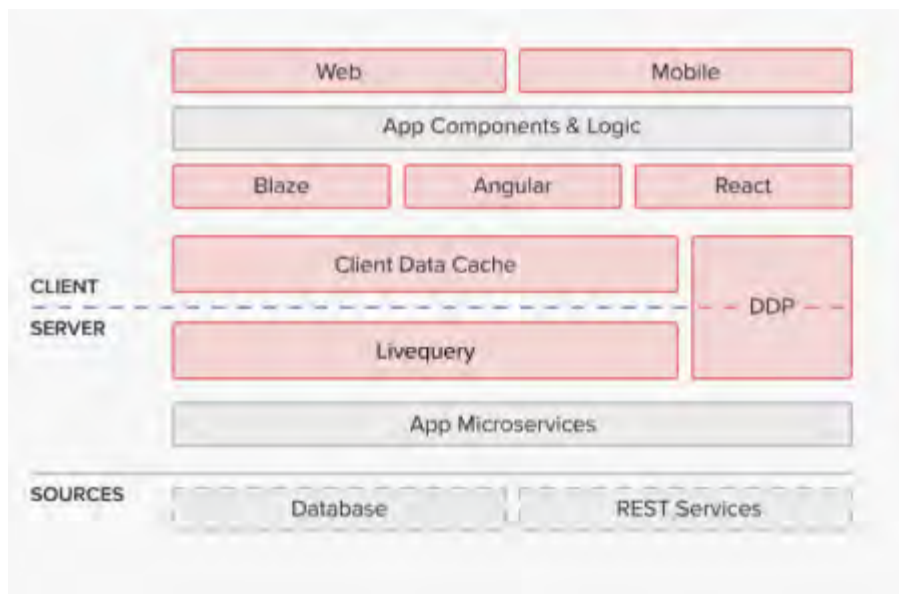 Web
Mobile
App Components & Logic
Blaze
Angular
React
Client Data Cache
CLIENT
DDP
SERVER
Livequery
App Microservices
SOURCES
Database
REST Services